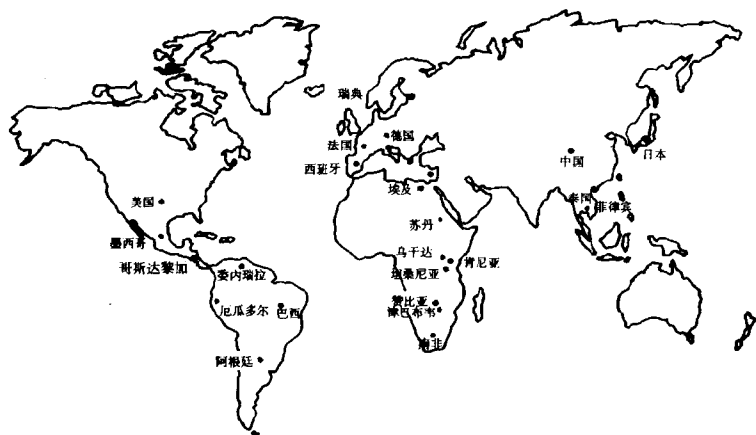 瑞典
德国
法国
西班牙
中国
日本
埃及
泰国
菲律宾
美国
苏丹
墨西哥
乌干达
肯尼亚
哥斯达黎加
委内瑞拉
坦桑尼亚
赞比亚
津巴布韦
厄瓜多尔
巴西
南非
阿根廷